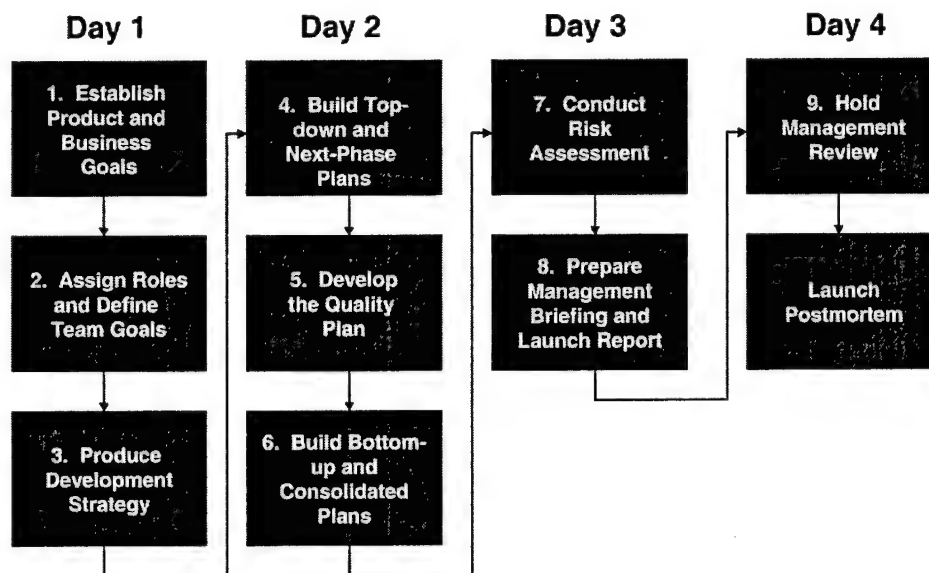 Day 1
1. Establish
Product and
Business
Goals
2. Assign Roles
and Define
Team Goals
3. Produce
Development
Strategy
Day 2
4. Build Top-
down and
Next-Phase
Plans
5. Develop
the Quality
Plan
6. Build Bottom-
up and
Consolidated
Plans
Day 3
7. Conduct
Risk
Assessment
8. Prepare
Management
Briefing and
Launch Report
Day 4
9. Hold
Management
Review
Launch
Postmortem